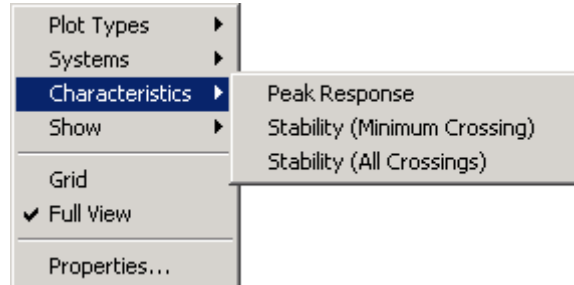 Plot Types
Systems
Characteristics
Show
Grid
Full View
Properties...
Peak Response
Stability (Minimum Crossing)
Stability (All Crossings)